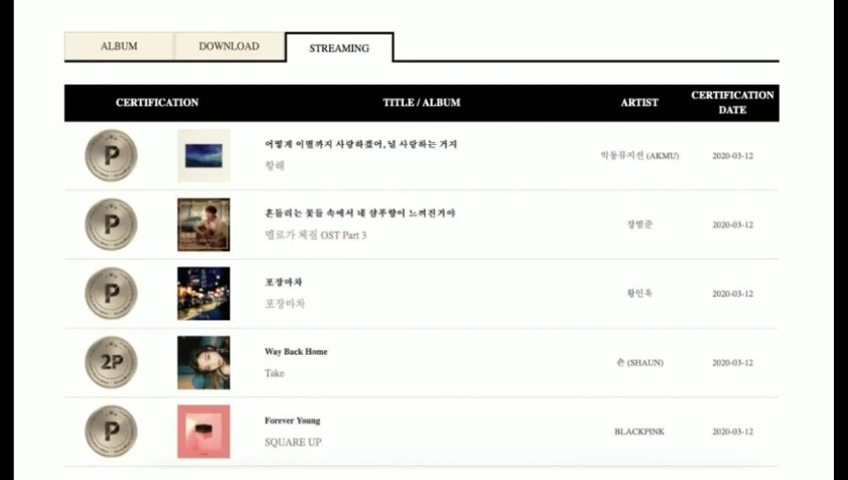 ALBUM
DOWNLOAD
STREAMING
CERTIFICATION
TITLE / ALBUM
ARTIST
CERTIFICATION
DATE
P
어떻게 이별까지 사랑하겠어, 널 사랑하는 거지
항해
악동뮤지션 (AKMU)
2020-03-12
P
흔들리는 꽃들 속에서 네 샴푸향이 느껴진거야
멜로가 체질 OST Part 3
장범준
2020-03-12
P
포장마차
포장마차
황인욱
2020-03-12
2P
Way Back Home
Take
숀 (SHAUN)
2020-03-12
P
Forever Young
SQUARE UP
BLACKPINK
2020-03-12